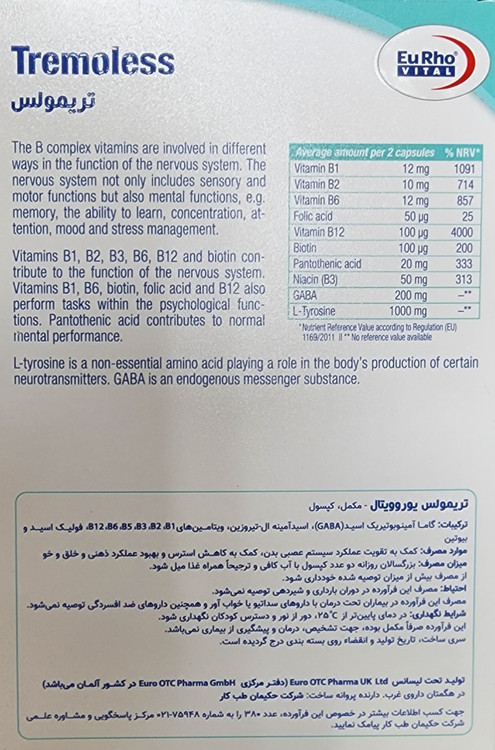 Tremoless
تریمولس
EuRho®
VITAL
The B complex vitamins are involved in different
ways in the function of the nervous system. The
nervous system not only includes sensory and
motor functions but also mental functions, e.g.
memory, the ability to learn, concentration, at-
tention, mood and stress management.
Vitamins B1, B2, B3, B6, B12 and biotin con-
tribute to the function of the nervous system.
Vitamins B1, B6, biotin, folic acid and B12 also
perform tasks within the psychological func-
tions. Pantothenic acid contributes to normal
mental performance.
Average amount per 2 capsules % NRV*
Vitamin B1 12 mg 1091
Vitamin B2 10 mg 714
Vitamin B6 12 mg 857
Folic acid 50 µg 25
Vitamin B12 100 µg 4000
Biotin 100 µg 200
Pantothenic acid 20 mg 333
Niacin (B3) 50 mg 313
GABA 200 mg –**
L-Tyrosine 1000 mg –**
*Nutrient Reference Value according to Regulation (EU)
1169/2011 II ** No reference value available
L-tyrosine is a non-essential amino acid playing a role in the body's production of certain
neurotransmitters. GABA is an endogenous messenger substance.
تریمولس یوروویتال - مکمل، کپسول
ترکیبات: گاما آمینوبوتیریک اسید(GABA)، اسیدآمینه ال-تیروزین، ویتامین‌های B12،B6،B5،B3،B2،B1، فولیک اسید و
بیوتین
موارد مصرف: کمک به تقویت عملکرد سیستم عصبی بدن، کمک به کاهش استرس و بهبود عملکرد ذهنی و خلق و خو
میزان مصرف: بزرگسالان روزانه دو عدد کپسول با آب کافی و ترجیحاً همراه غذا میل شود.
از مصرف بیش از میزان توصیه شده خودداری شود.
احتیاط: مصرف این فرآورده در دوران بارداری و شیردهی توصیه نمی‌شود.
مصرف این فرآورده در بیماران تحت درمان با داروهای سداتیو یا خواب آور و همچنین داروهای ضد افسردگی توصیه نمی‌شود.
شرایط نگهداری: در دمای پایین‌تر از ۲۵°C، دور از نور و دسترس کودکان نگهداری شود.
این فرآورده صرفاً مکمل بوده، جهت تشخیص، درمان و پیشگیری از بیماری نمی‌باشد.
سری ساخت، تاریخ تولید و انقضاء روی بسته بندی درج گردیده است.
تولید تحت لیسانس Euro OTC Pharma UK Ltd (دفتر مرکزی Euro OTC Pharma GmbH در کشور آلمان می‌باشد)
در هگمتان داروی غرب. دارنده پروانه ساخت: شرکت حکیمان طب کار
جهت کسب اطلاعات بیشتر در خصوص این فرآورده، عدد ۳۸۰ را به شماره ۷۵۹۴۸-۰۲۱ مرکز پاسخگویی و مشاوره علمی
شرکت حکیمان طب کار پیامک نمایید.